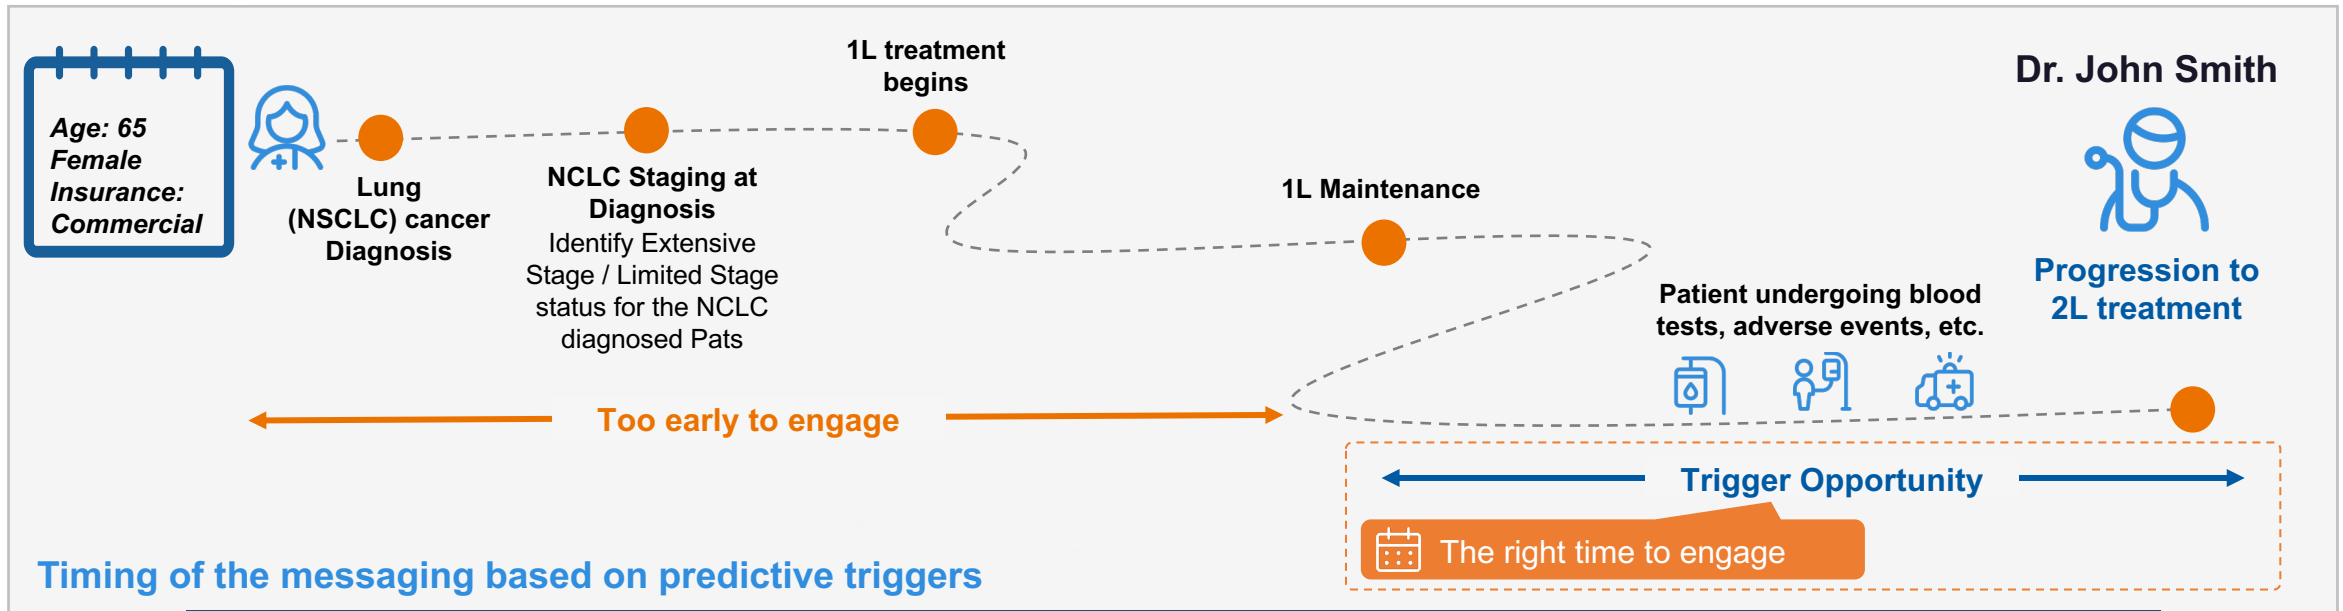 Age: 65
Female
Insurance:
Commercial
Lung
(NSCLC) cancer
Diagnosis
NCLC Staging at
Diagnosis
Identify Extensive
Stage / Limited Stage
status for the NCLC
diagnosed Pats
1L treatment
begins
1L Maintenance
Patient undergoing blood
tests, adverse events, etc.
Dr. John Smith
Progression to
2L treatment
Too early to engage
Trigger Opportunity
The right time to engage
Timing of the messaging based on predictive triggers